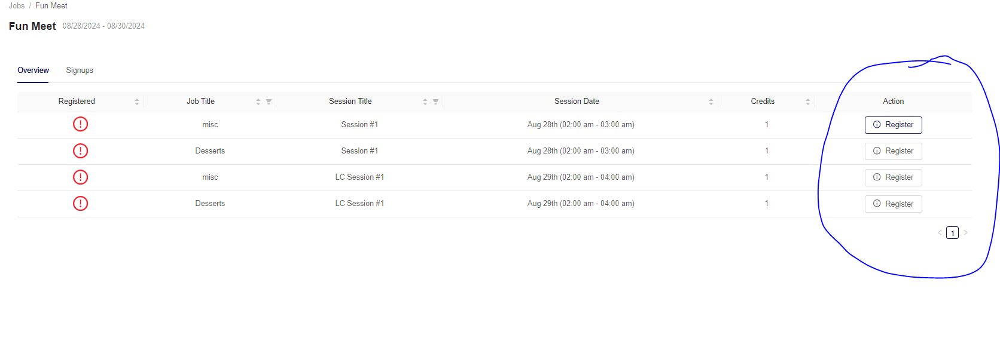 Jobs / Fun Meet
Fun Meet 08/28/2024 - 08/30/2024
Overview Signups
Registered Job Title Session Title Session Date Credits Action
misc Session #1 Aug 28th (02:00 am - 03:00 am) 1 Register
Desserts Session #1 Aug 28th (02:00 am - 03:00 am) 1 Register
misc LC Session #1 Aug 29th (02:00 am - 04:00 am) 1 Register
Desserts LC Session #1 Aug 29th (02:00 am - 04:00 am) 1 Register
< 1 >